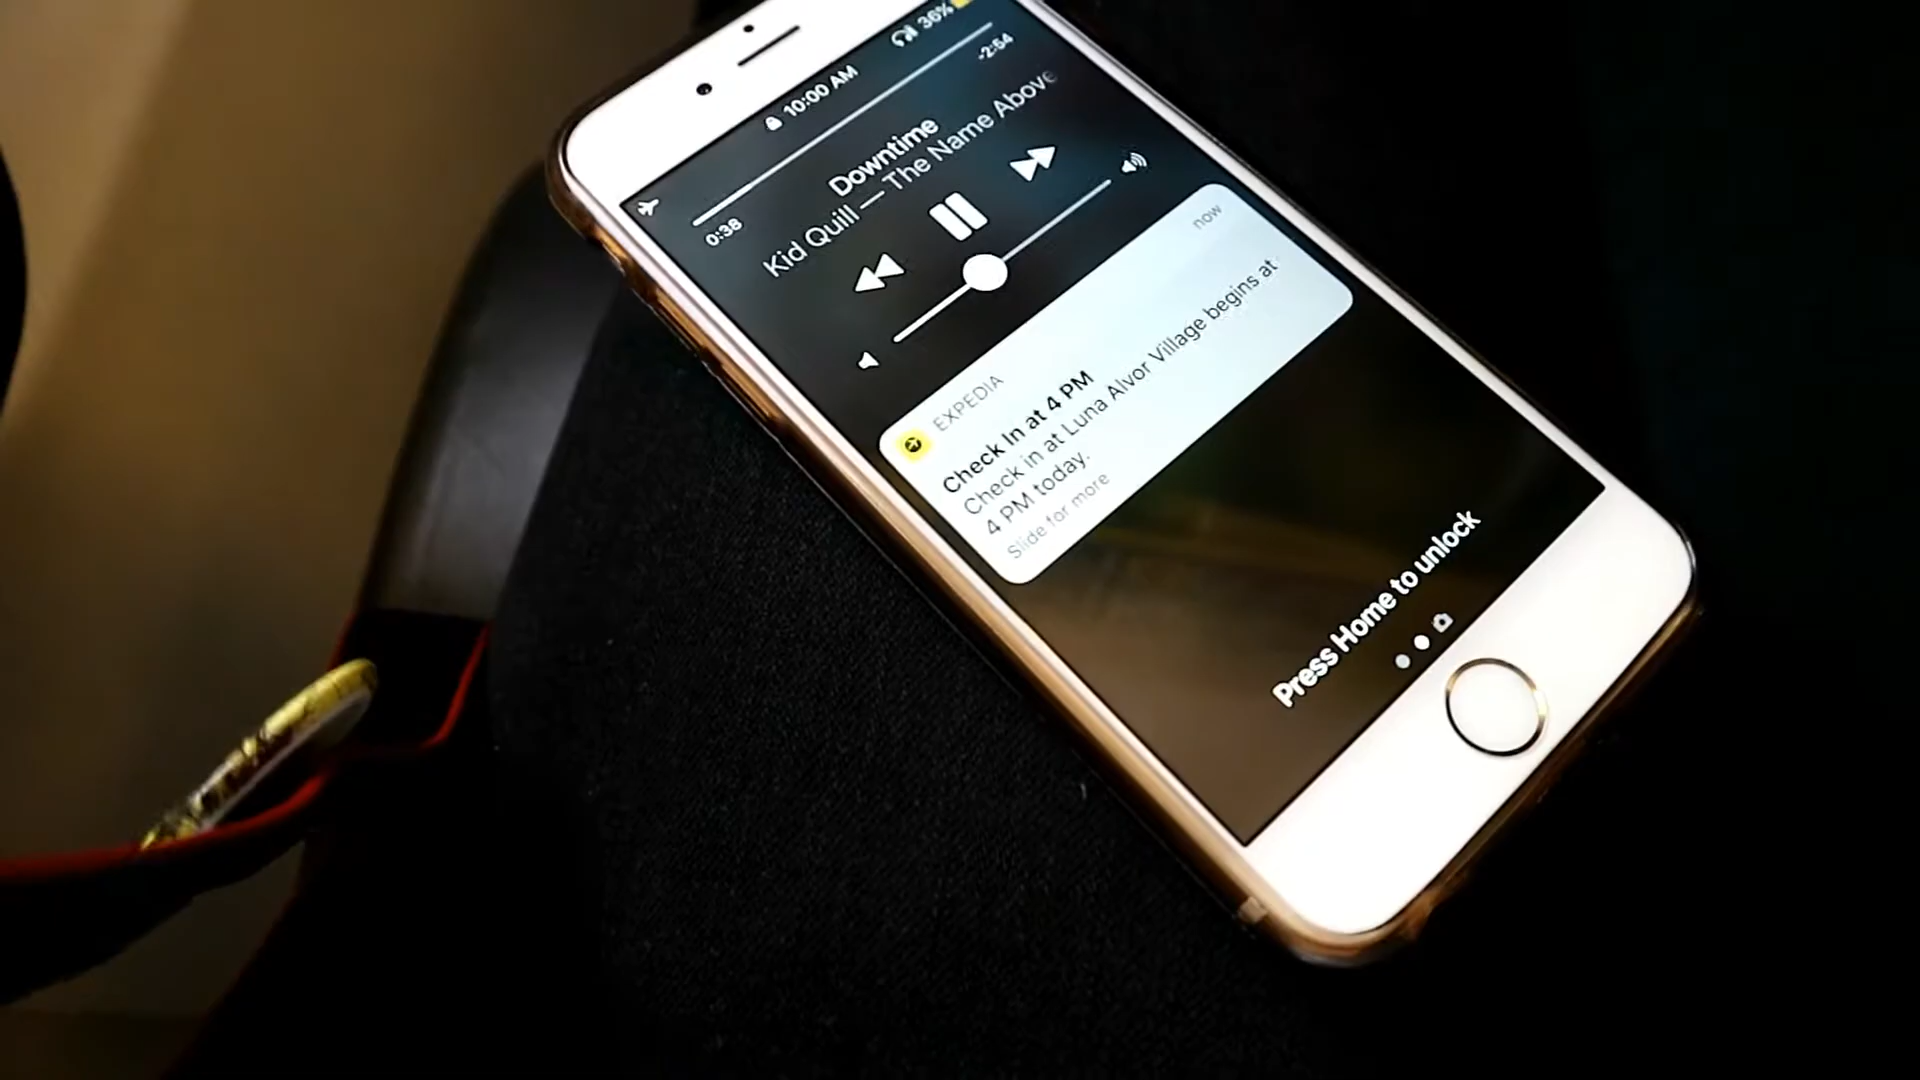 10:00 AM
36%
0:38
-2:54
Downtime
Kid Quill — The Name Above
EXPEDIA
now
Check In at 4 PM
Check in at Luna Alvor Village begins at
4 PM today.
Slide for more
Press Home to unlock